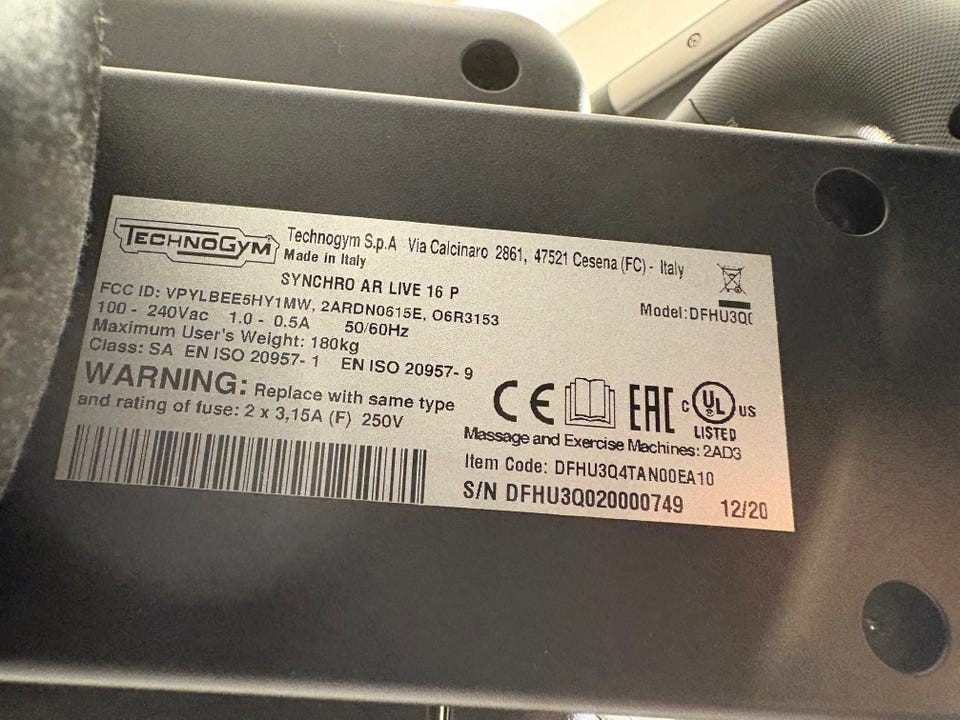 TECHNOGYM
Technogym S.p.A Via Calcinaro 2861, 47521 Cesena (FC) - Italy
Made in Italy
SYNCHRO AR LIVE 16 P
Model:DFHU3Q
FCC ID: VPYLBEE5HY1MW, 2ARDN0615E, O6R3153
100 - 240Vac 1.0 - 0.5A 50/60Hz
Maximum User's Weight: 180kg
Class: SA EN ISO 20957- 1 EN ISO 20957- 9
WARNING: Replace with same type
and rating of fuse: 2 x 3,15A (F) 250V
CE EAC C UL US
LISTED
Massage and Exercise Machines: 2AD3
Item Code: DFHU3Q4TAN00EA10
S/N DFHU3Q020000749 12/20